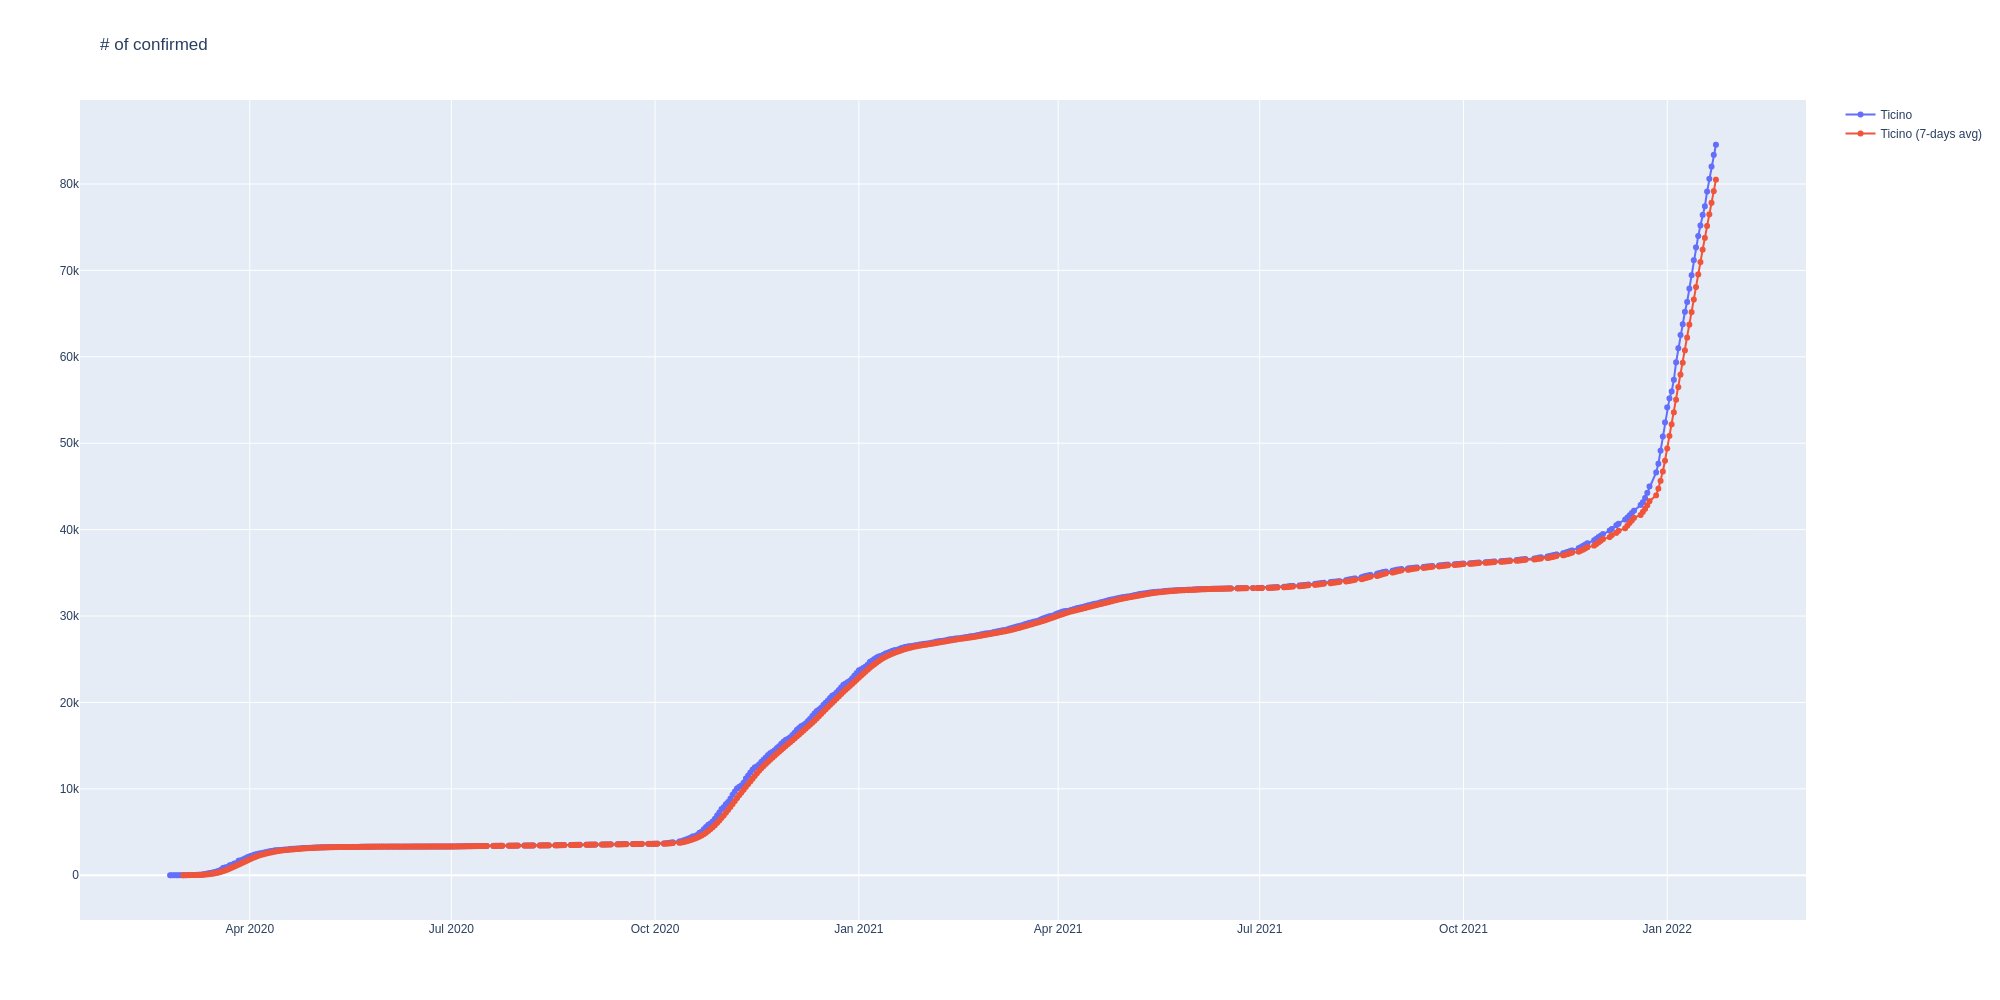 # of confirmed
Ticino
Ticino (7-days avg)
80k
70k
60k
50k
40k
30k
20k
10k
0
Apr 2020
Jul 2020
Oct 2020
Jan 2021
Apr 2021
Jul 2021
Oct 2021
Jan 2022